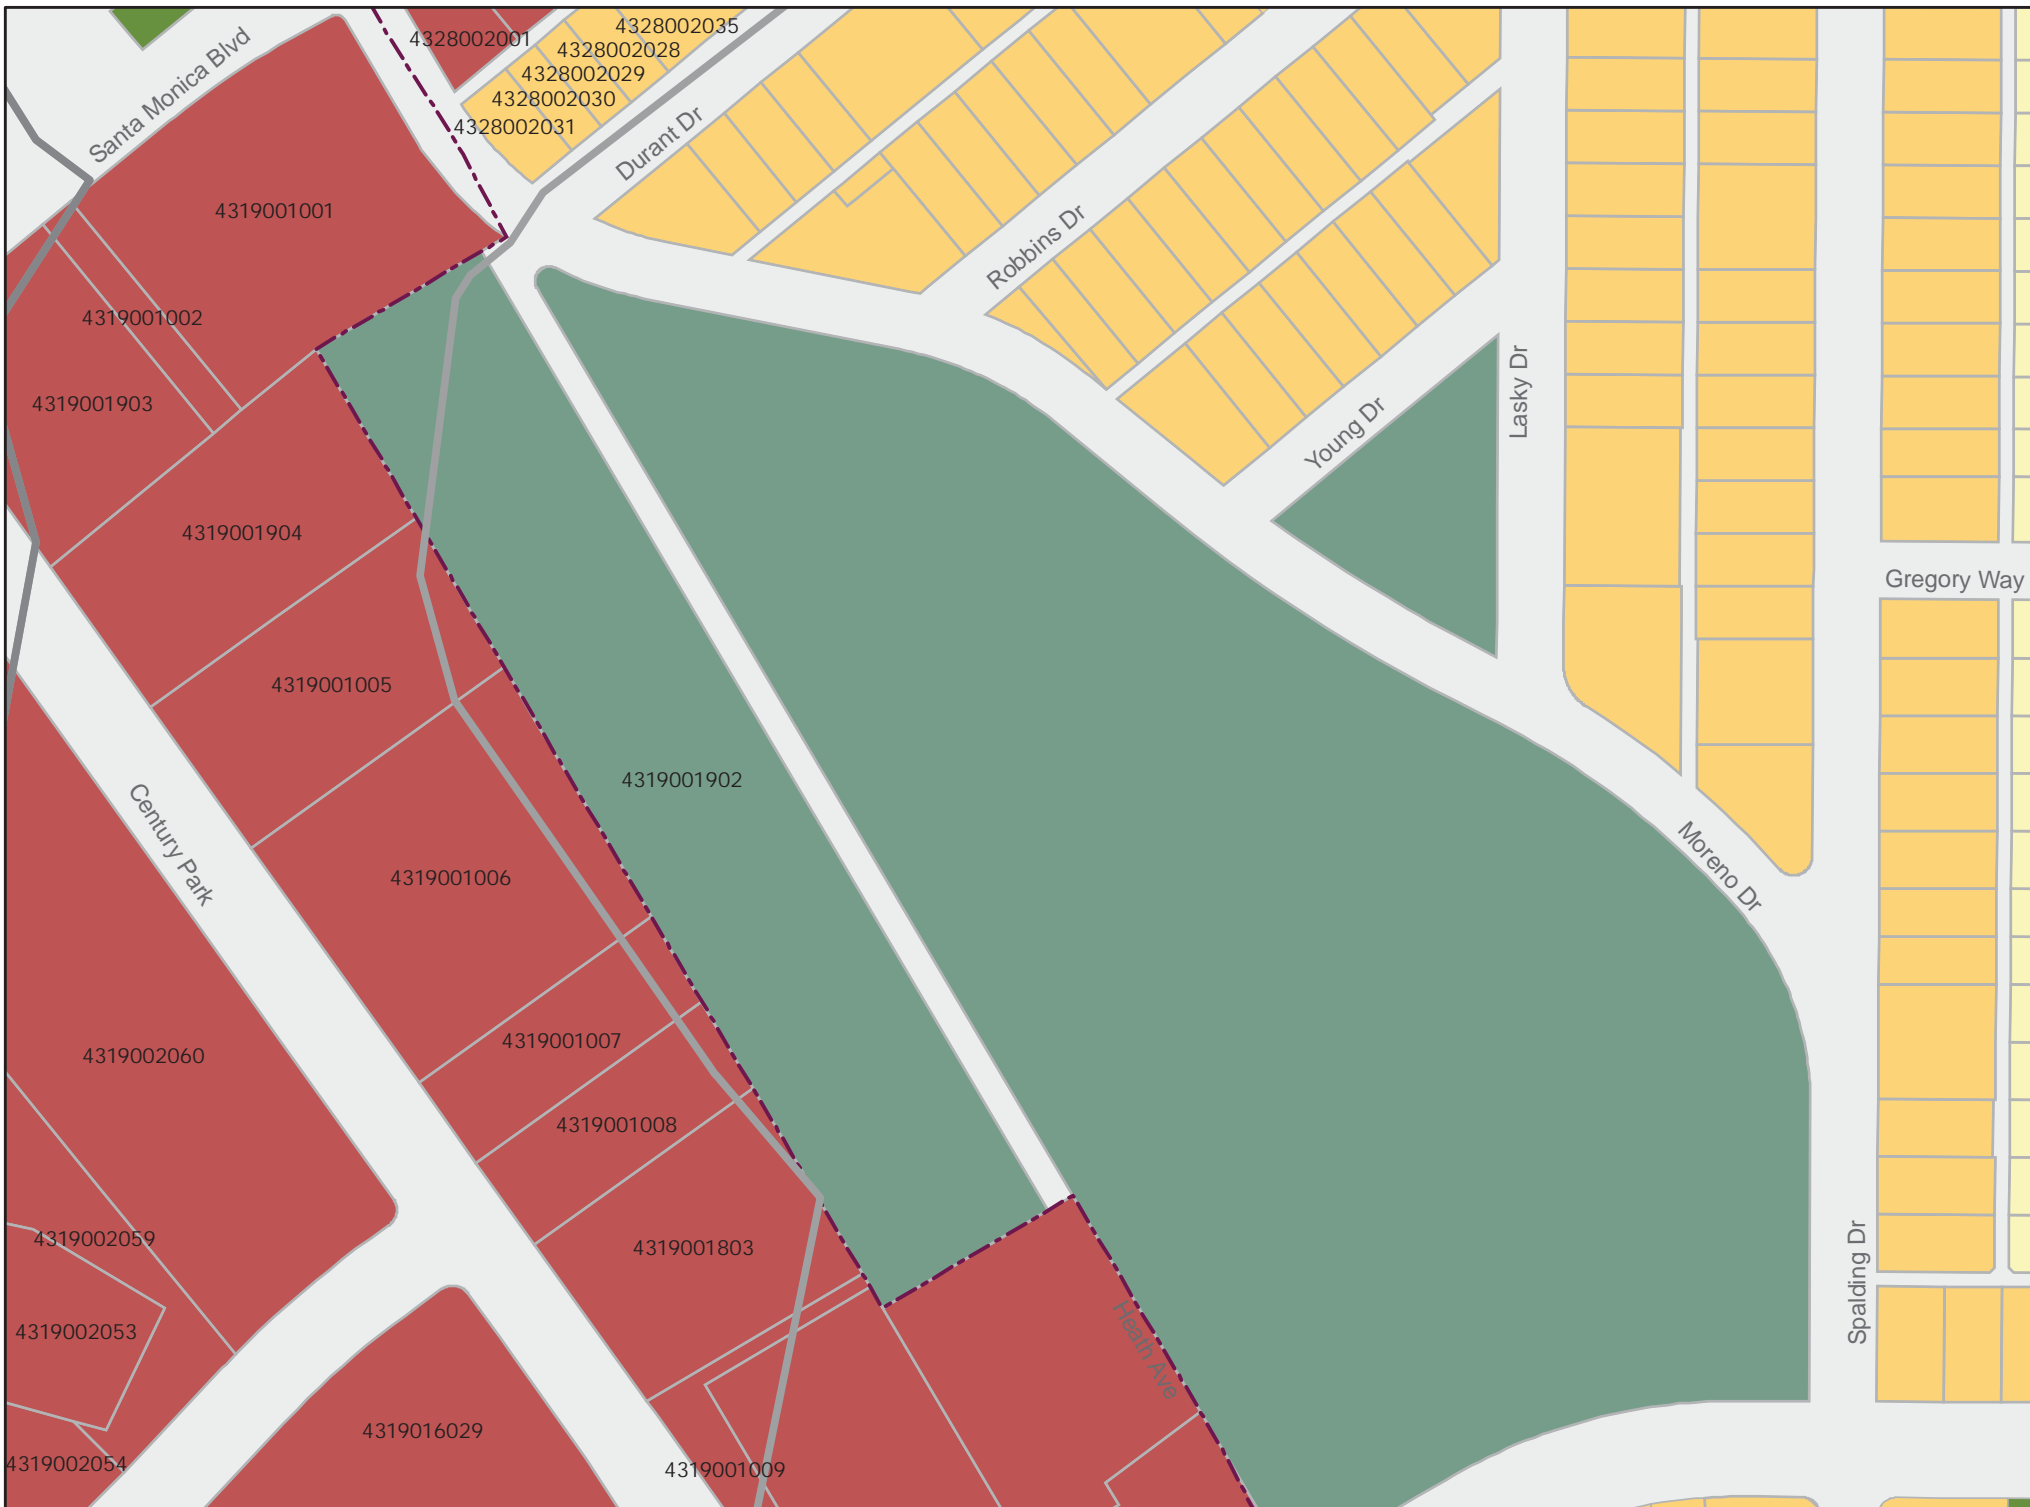 4328002035
4328002001
4328002028
4328002029
4328002030
4328002031
Santa Monica Blvd
Durant Dr
4319001001
Robbins Dr
4319001002
4319001903
Lasky Dr
Young Dr
4319001904
Gregory Way
4319001005
4319001902
Century Park
4319001006
Moreno Dr
4319001007
4319002060
4319001008
4319002059
4319001803
Spalding Dr
4319002053
Heath Ave
4319016029
4319002054
4319001009